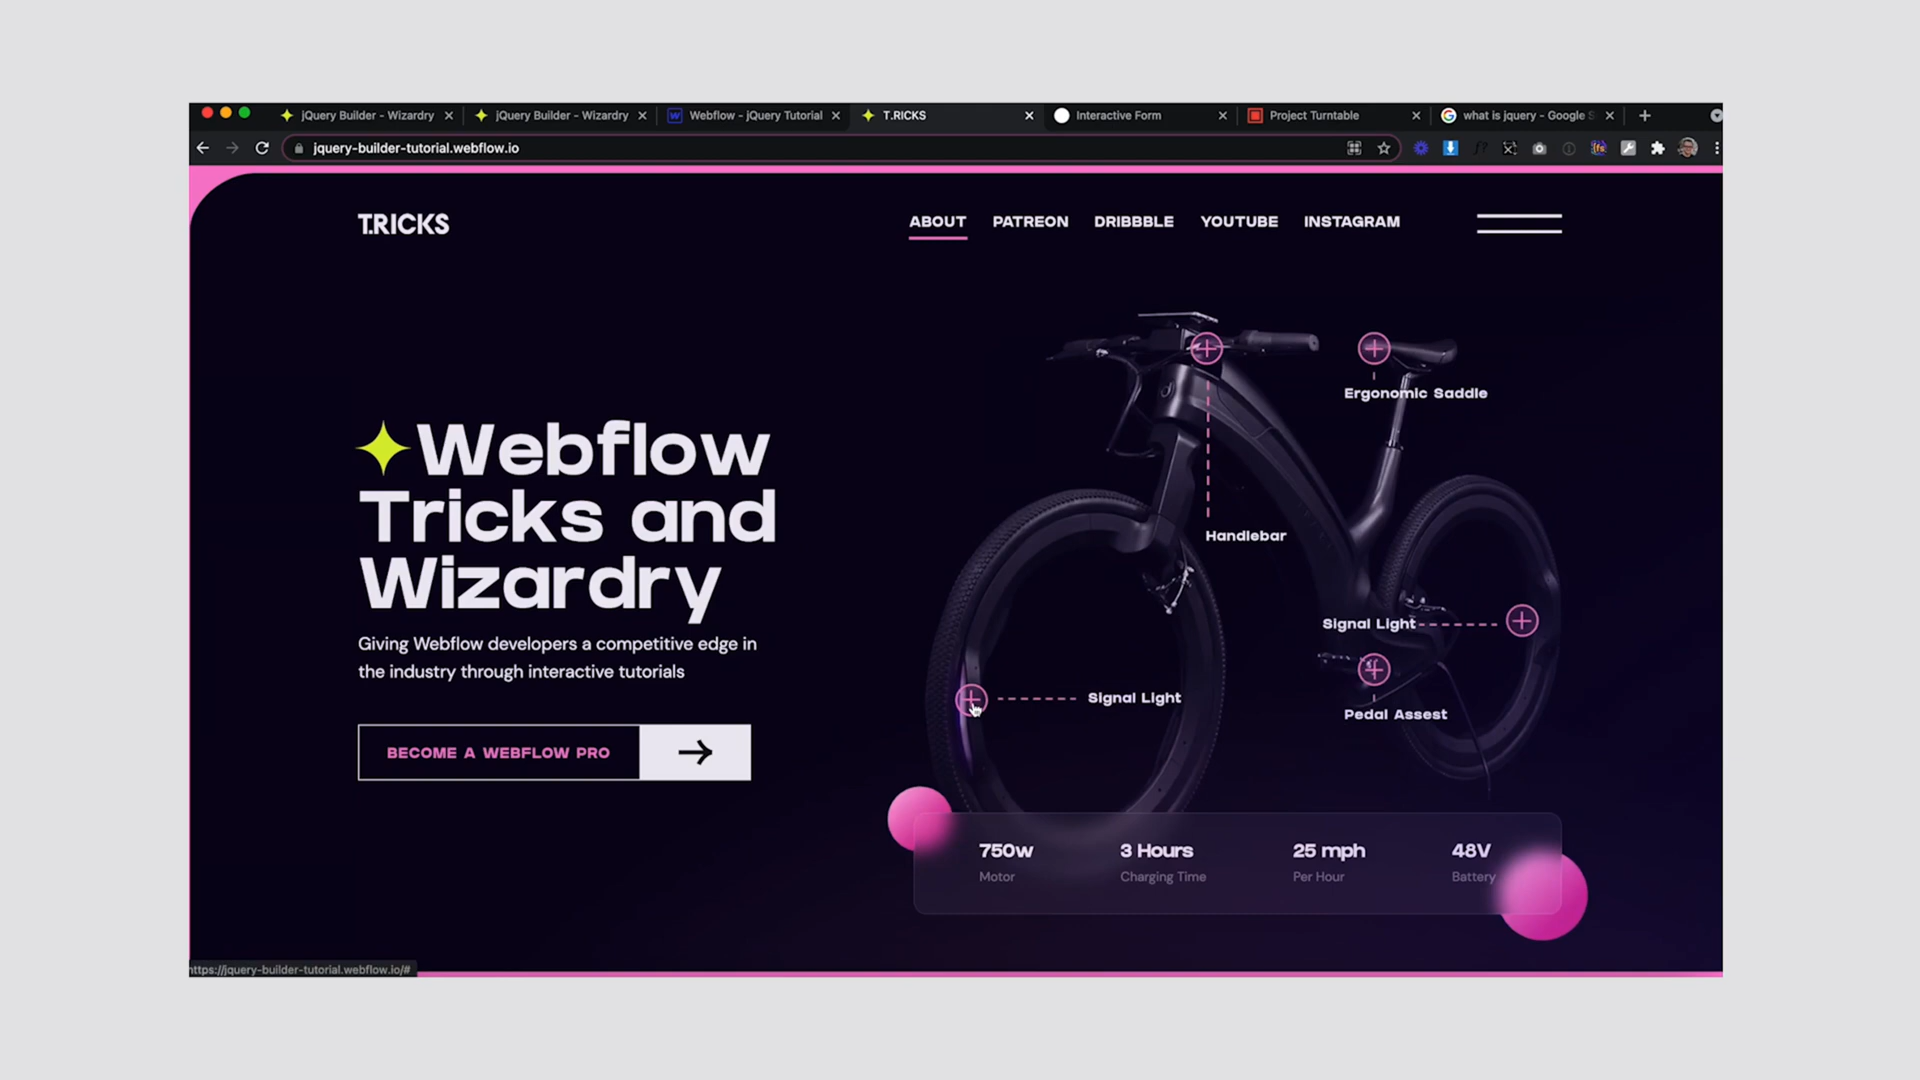 jQuery Builder - Wizardry
jQuery Builder - Wizardry
Webflow - jQuery Tutorial
T.RICKS
Interactive Form
Project Turntable
what is jquery - Google S
jquery-builder-tutorial.webflow.io
T.RICKS
ABOUT
PATREON
DRIBBBLE
YOUTUBE
INSTAGRAM
Webflow
Tricks and
Wizardry
Giving Webflow developers a competitive edge in
the industry through interactive tutorials
BECOME A WEBFLOW PRO
Ergonomic Saddle
Handlebar
Signal Light
Signal Light
Pedal Assest
750w
Motor
3 Hours
Charging Time
25 mph
Per Hour
48V
Battery
https://jquery-builder-tutorial.webflow.io/#